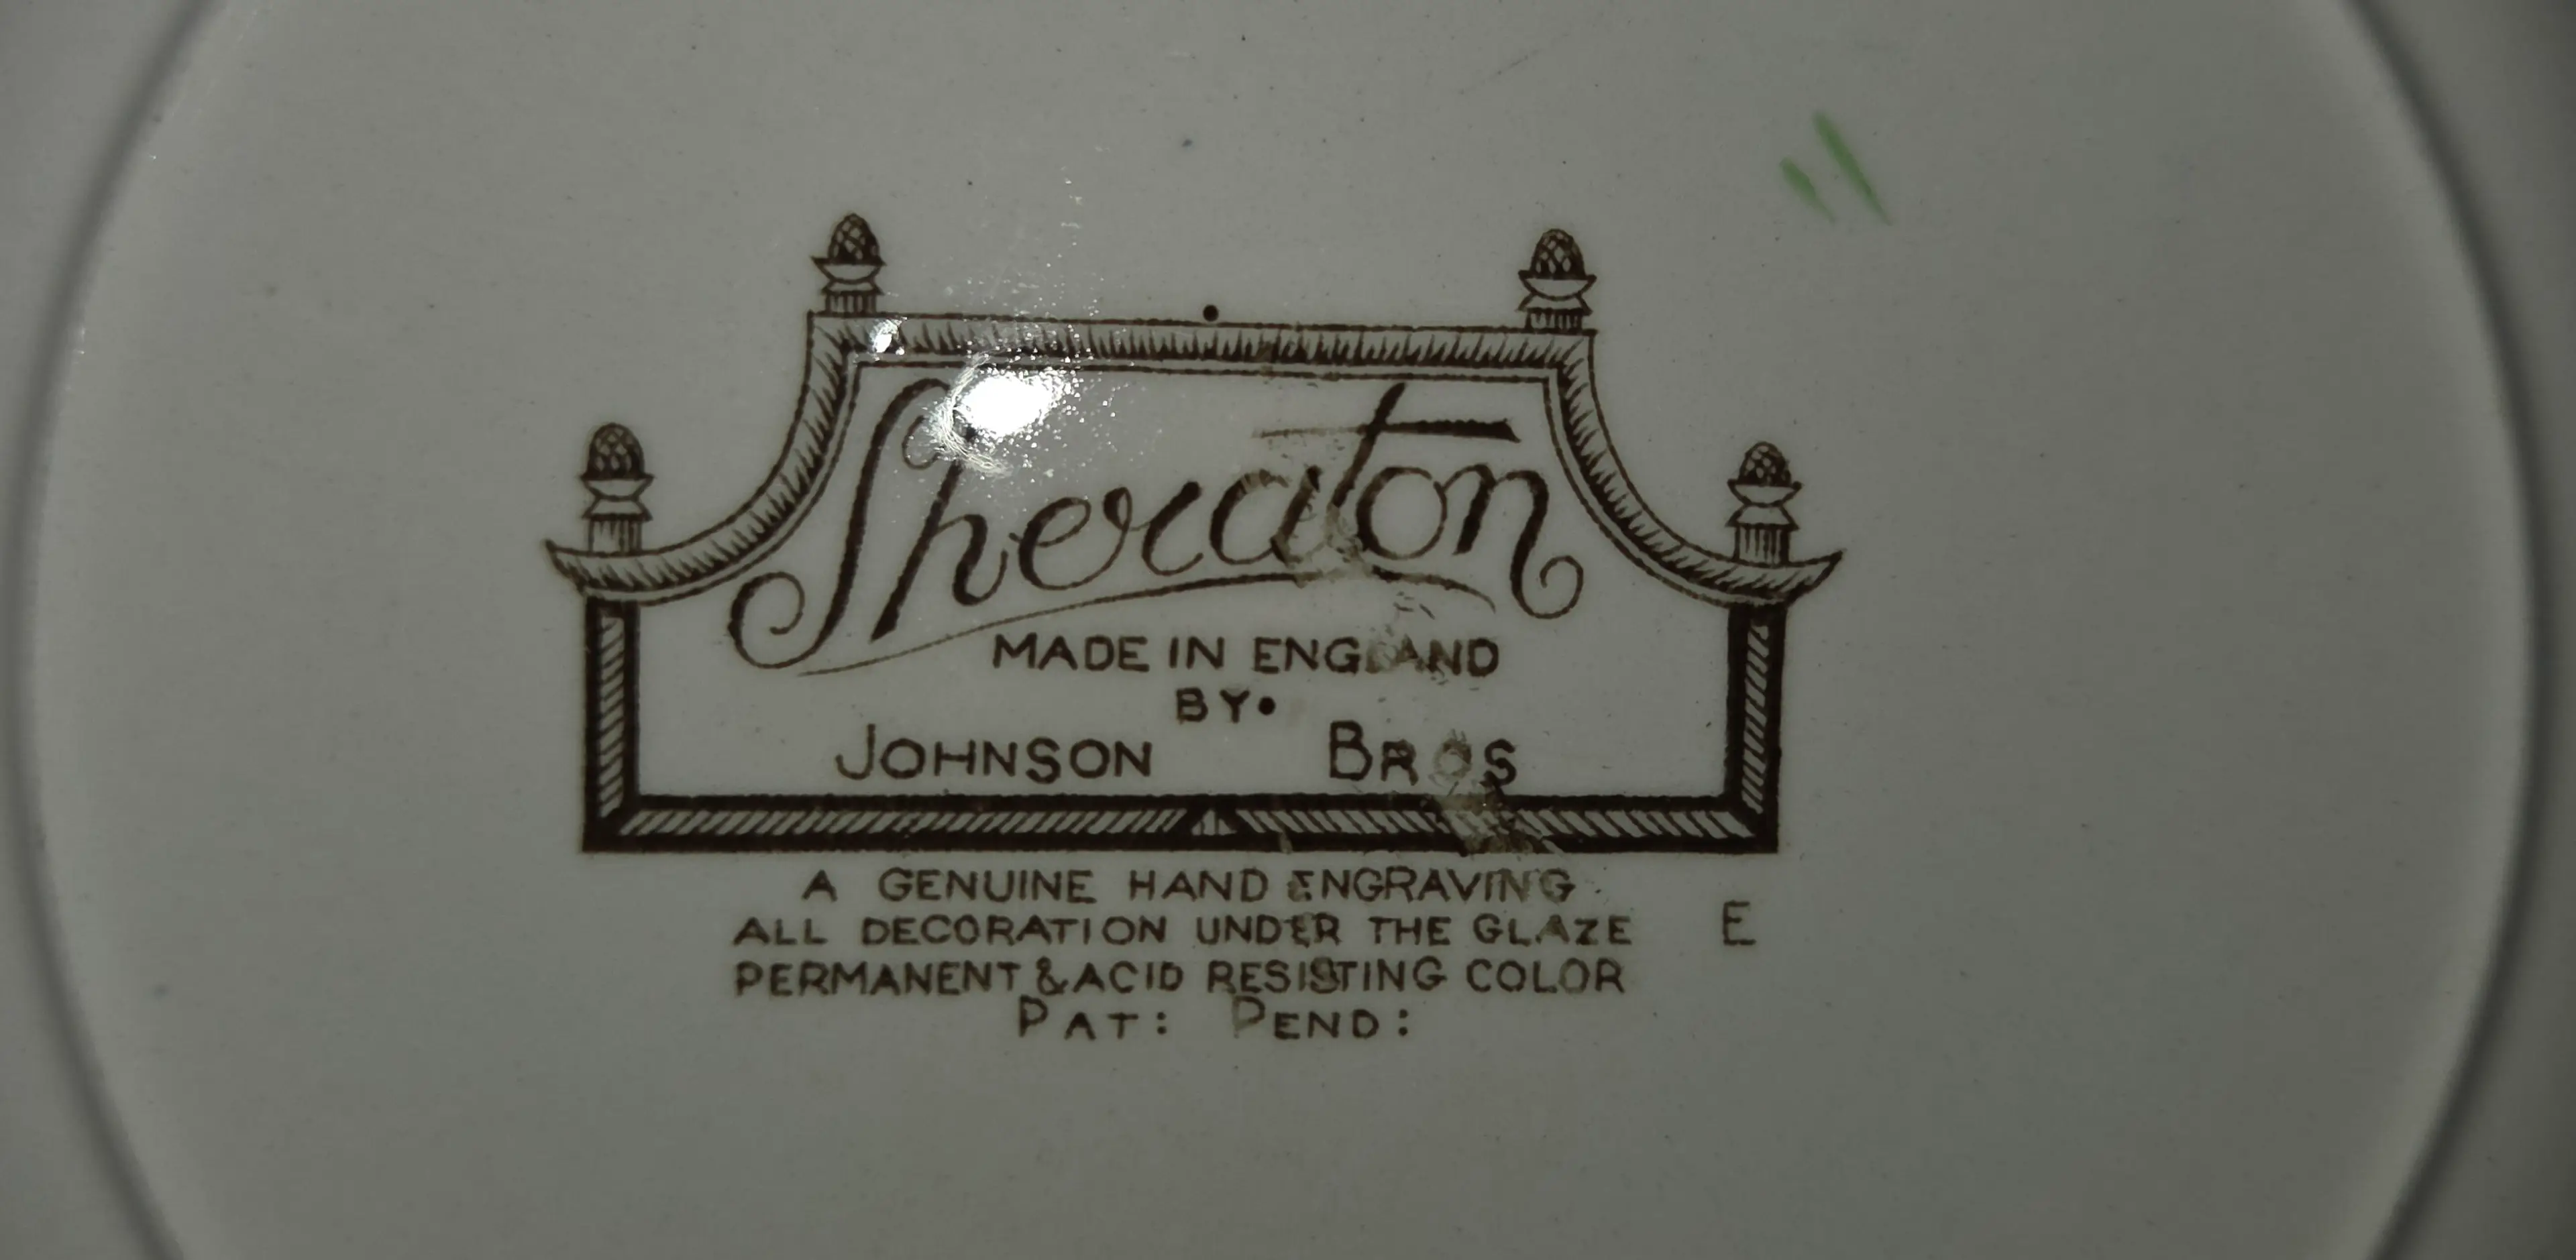 Sheraton
MADE IN ENGLAND
BY•
JOHNSON BROS
A GENUINE HAND ENGRAVING
ALL DECORATION UNDER THE GLAZE E
PERMANENT & ACID RESISTING COLOR
PAT: PEND: